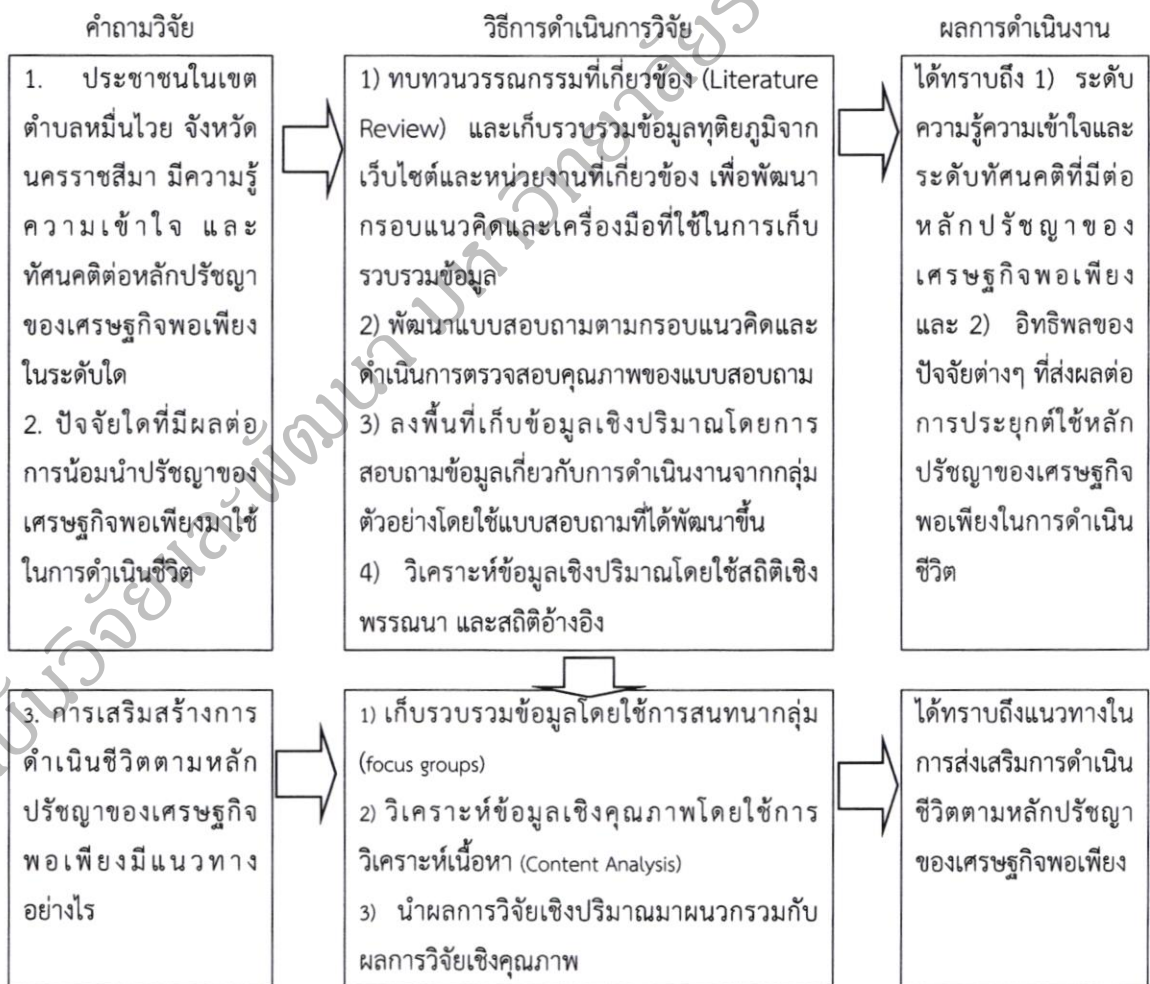 คำถามวิจัย
วิธีการดำเนินการวิจัย
ผลการดำเนินงาน
1. ประชาชนในเขต
ตำบลหมื่นไวย จังหวัด
นครราชสีมา มีความรู้
ความเข้าใจ และ
ทัศนคติต่อหลักปรัชญา
ของเศรษฐกิจพอเพียง
ในระดับใด
2. ปัจจัยใดที่มีผลต่อ
การน้อมนำปรัชญาของ
เศรษฐกิจพอเพียงมาใช้
ในการดำเนินชีวิต
1) ทบทวนวรรณกรรมที่เกี่ยวข้อง (Literature
Review) และเก็บรวบรวมข้อมูลทุติยภูมิจาก
เว็บไซต์และหน่วยงานที่เกี่ยวข้อง เพื่อพัฒนา
กรอบแนวคิดและเครื่องมือที่ใช้ในการเก็บ
รวบรวมข้อมูล
2) พัฒนาแบบสอบถามตามกรอบแนวคิดและ
ดำเนินการตรวจสอบคุณภาพของแบบสอบถาม
3) ลงพื้นที่เก็บข้อมูลเชิงปริมาณโดยการ
สอบถามข้อมูลเกี่ยวกับการดำเนินงานจากกลุ่ม
ตัวอย่างโดยใช้แบบสอบถามที่ได้พัฒนาขึ้น
4) วิเคราะห์ข้อมูลเชิงปริมาณโดยใช้สถิติเชิง
พรรณนา และสถิติอ้างอิง
ได้ทราบถึง 1) ระดับ
ความรู้ความเข้าใจและ
ระดับทัศนคติที่มีต่อ
หลักปรัชญาของ
เศรษฐกิจพอเพียง
และ 2) อิทธิพลของ
ปัจจัยต่างๆ ที่ส่งผลต่อ
การประยุกต์ใช้หลัก
ปรัชญาของเศรษฐกิจ
พอเพียงในการดำเนิน
ชีวิต
3. การเสริมสร้างการ
ดำเนินชีวิตตามหลัก
ปรัชญาของเศรษฐกิจ
พอเพียงมีแนวทาง
อย่างไร
1) เก็บรวบรวมข้อมูลโดยใช้การสนทนากลุ่ม
(focus groups)
2) วิเคราะห์ข้อมูลเชิงคุณภาพโดยใช้การ
วิเคราะห์เนื้อหา (Content Analysis)
3) นำผลการวิจัยเชิงปริมาณมาผนวกรวมกับ
ผลการวิจัยเชิงคุณภาพ
ได้ทราบถึงแนวทางใน
การส่งเสริมการดำเนิน
ชีวิตตามหลักปรัชญา
ของเศรษฐกิจพอเพียง
วิจัยและพัฒนา มหาวิทยาลัย